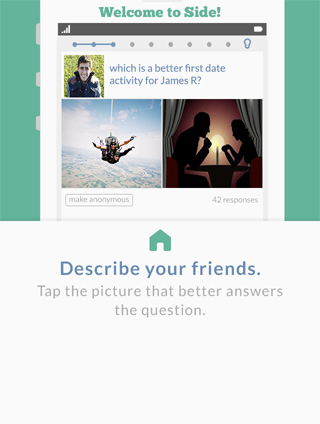 Welcome to Side!
which is a better first date
activity for James R?
make anonymous
42 responses
Describe your friends.
Tap the picture that better answers
the question.